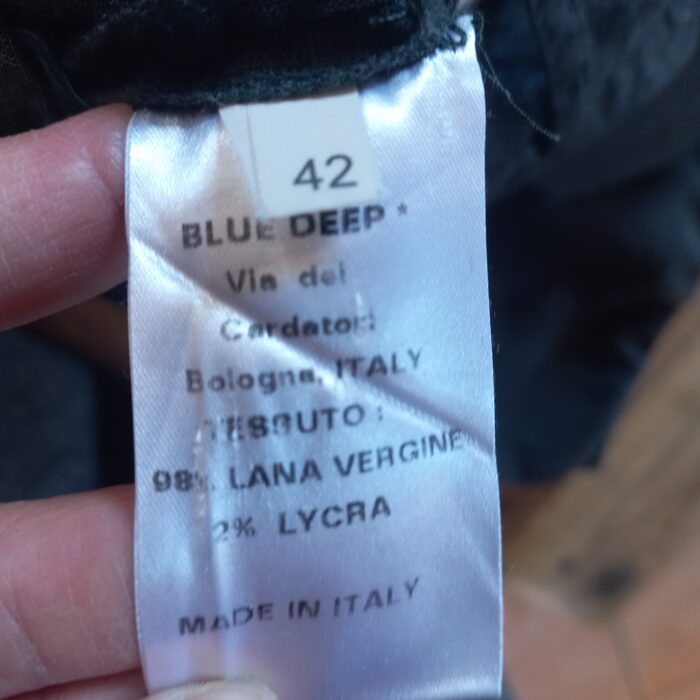 42
BLUE DEEP *
Via dei
Cardatori
Bologna, ITALY
TESSUTO :
98% LANA VERGINE
2% LYCRA
MADE IN ITALY